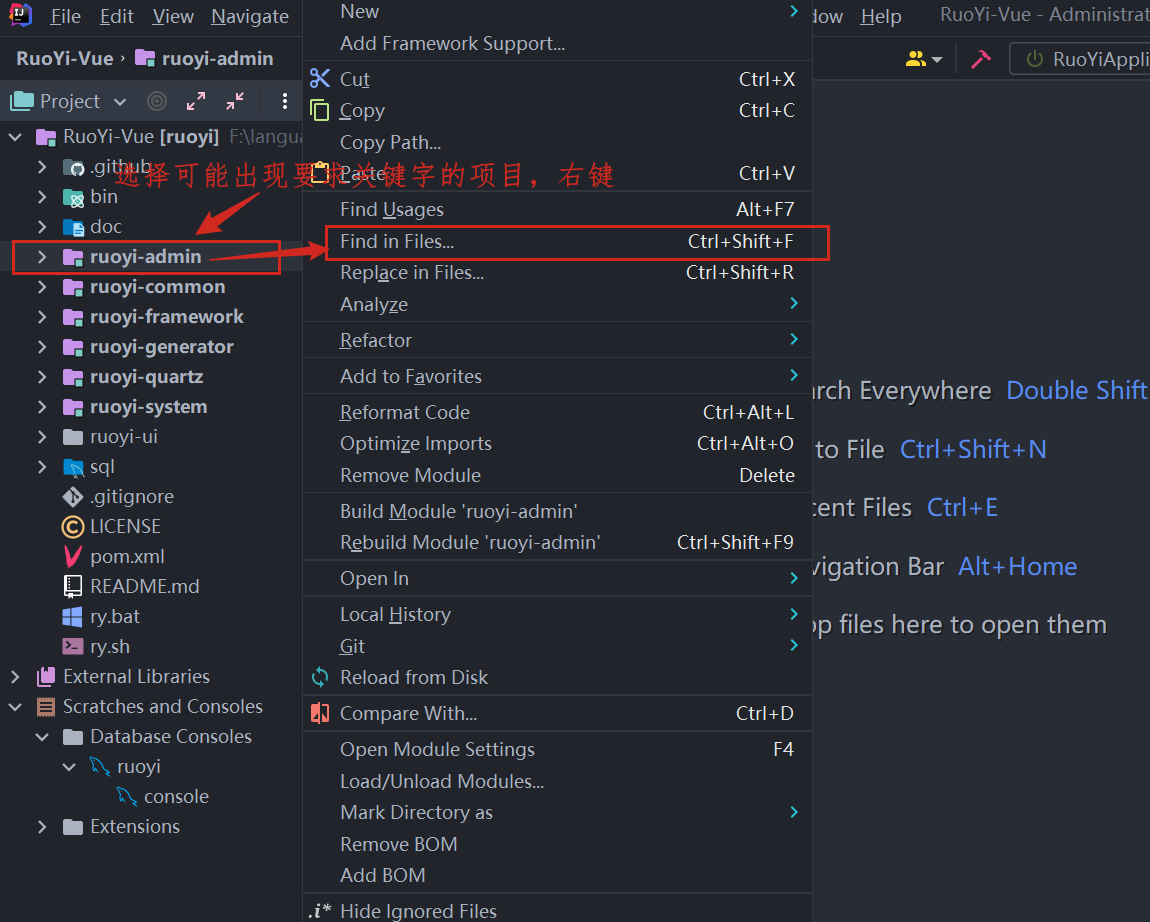 File Edit View Navigate
dow Help RuoYi-Vue - Administrat
RuoYi-Vue › ruoyi-admin
RuoYiAppli
Project
RuoYi-Vue [ruoyi] F:\langua
.github
bin
doc
ruoyi-admin
ruoyi-common
ruoyi-framework
ruoyi-generator
ruoyi-quartz
ruoyi-system
ruoyi-ui
sql
.gitignore
LICENSE
pom.xml
README.md
ry.bat
ry.sh
External Libraries
Scratches and Consoles
Database Consoles
ruoyi
console
Extensions
选择可能出现要求关键字的项目，右键
New
Add Framework Support...
Cut Ctrl+X
Copy Ctrl+C
Copy Path...
Paste Ctrl+V
Find Usages Alt+F7
Find in Files... Ctrl+Shift+F
Replace in Files... Ctrl+Shift+R
Analyze
Refactor
Add to Favorites
Reformat Code Ctrl+Alt+L
Optimize Imports Ctrl+Alt+O
Remove Module Delete
Build Module 'ruoyi-admin'
Rebuild Module 'ruoyi-admin' Ctrl+Shift+F9
Open In
Local History
Git
Reload from Disk
Compare With... Ctrl+D
Open Module Settings F4
Load/Unload Modules...
Mark Directory as
Remove BOM
Add BOM
.i* Hide Ignored Files
rch Everywhere Double Shift
to File Ctrl+Shift+N
cent Files Ctrl+E
vigation Bar Alt+Home
op files here to open them